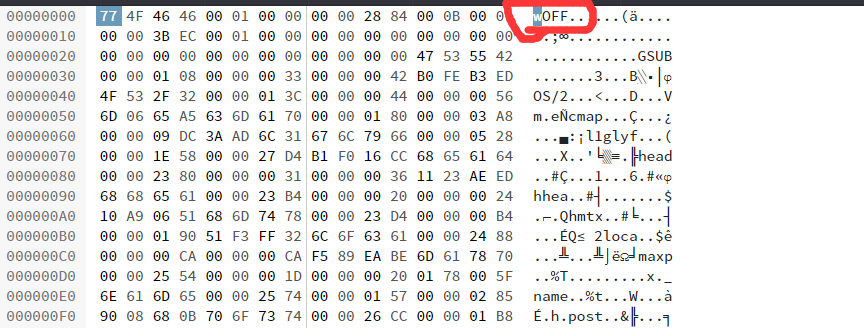 00000000 77 4F 46 46 00 01 00 00 00 00 28 84 00 0B 00 wOFF......(ä....
00000010 00 00 3B EC 00 01 00 00 00 00 00 00 00 00 00 00 ..;∞............
00000020 00 00 00 00 00 00 00 00 00 00 00 00 47 53 55 42 ............GSUB
00000030 00 00 01 08 00 00 00 33 00 00 00 42 B0 FE B3 ED .......3...B░■│φ
00000040 4F 53 2F 32 00 00 01 3C 00 00 00 44 00 00 00 56 OS/2...<...D...V
00000050 6D 06 65 A5 63 6D 61 70 00 00 01 80 00 00 03 A8 m.eÑcmap...Ç...¿
00000060 00 00 09 DC 3A AD 6C 31 67 6C 79 66 00 00 05 28 ...▄:¡l1glyf...(
00000070 00 00 1E 58 00 00 27 D4 B1 F0 16 CC 68 65 61 64 ...X..'╘▒≡.╠head
00000080 00 00 23 80 00 00 00 31 00 00 00 36 11 23 AE ED ..#Ç...1...6.#«φ
00000090 68 68 65 61 00 00 23 B4 00 00 00 20 00 00 00 24 hhea..#┤... ...$
000000A0 10 A9 06 51 68 6D 74 78 00 00 23 D4 00 00 00 B4 .⌐.Qhmtx..#╘...┤
000000B0 00 00 01 90 51 F3 FF 32 6C 6F 63 61 00 00 24 88 ...ÉQ≤ 2loca..$ê
000000C0 00 00 00 CA 00 00 00 CA F5 89 EA BE 6D 61 78 70 ...╩...╩⌡ëΩ╛maxp
000000D0 00 00 25 54 00 00 00 1D 00 00 00 20 01 78 00 5F ..%T....... .x._
000000E0 6E 61 6D 65 00 00 25 74 00 00 01 57 00 00 02 85 name..%t...W...à
000000F0 90 08 68 0B 70 6F 73 74 00 00 26 CC 00 00 01 B8 É.h.post..&╠...╕